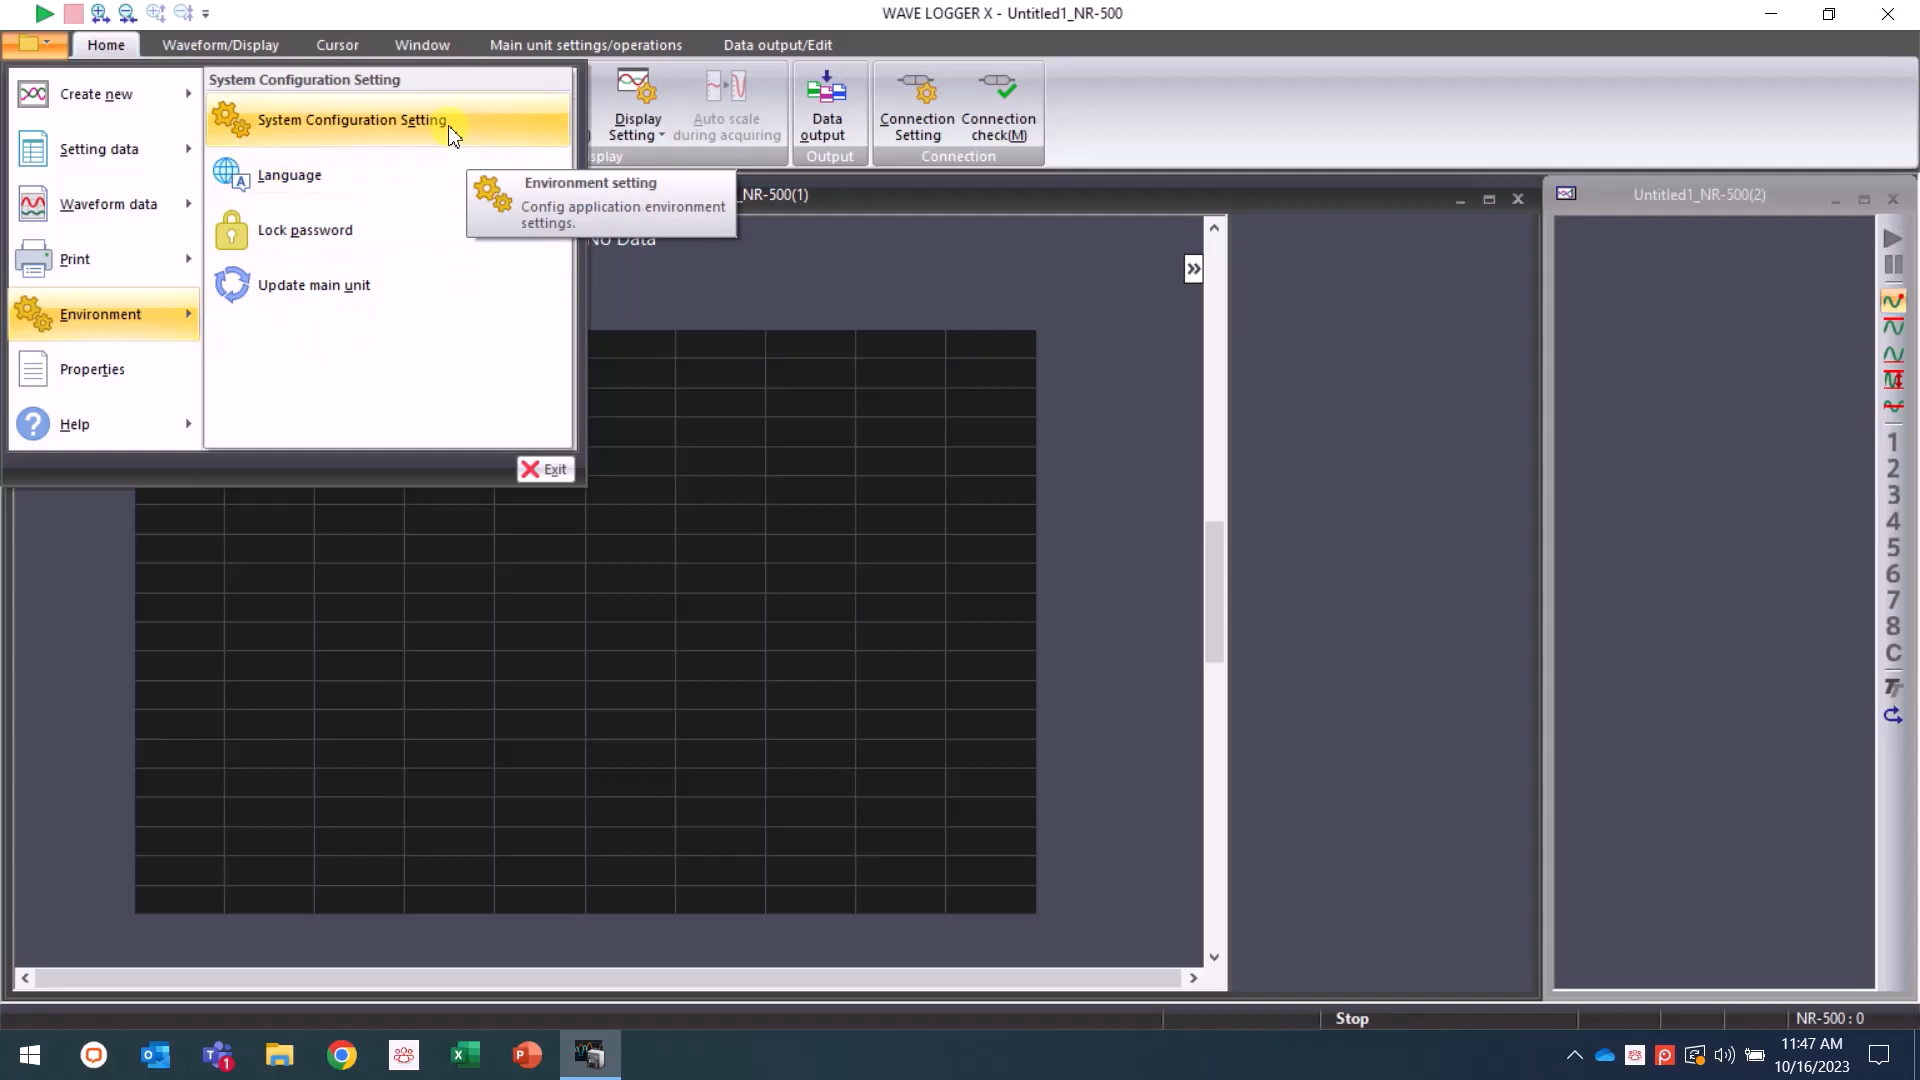 WAVE LOGGER X - Untitled1_NR-500
Home
Waveform/Display
Cursor
Window
Main unit settings/operations
Data output/Edit
Create new
Setting data
Waveform data
Print
Environment
Properties
Help
System Configuration Setting
System Configuration Setting
Language
Lock password
Update main unit
Exit
Environment setting
Config application environment
settings.
Display
Setting
Auto scale
during acquiring
Data
output
Output
Connection
Setting
Connection
check(M)
Connection
_NR-500(1)
No Data
Untitled1_NR-500(2)
1
2
3
4
5
6
7
8
C
Stop
NR-500 : 0
11:47 AM
10/16/2023